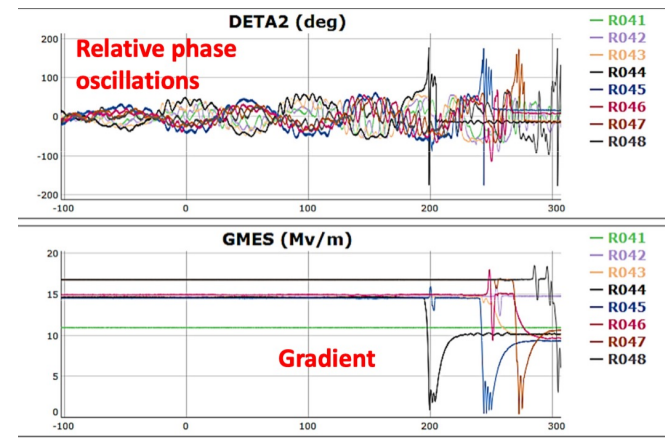 DETA2 (deg)
Relative phase
oscillations
200
100
0
-100
-200
-100
0
100
200
300
R041
R042
R043
R044
R045
R046
R047
R048
GMES (Mv/m)
Gradient
20
15
10
5
0
-100
0
100
200
300
R041
R042
R043
R044
R045
R046
R047
R048